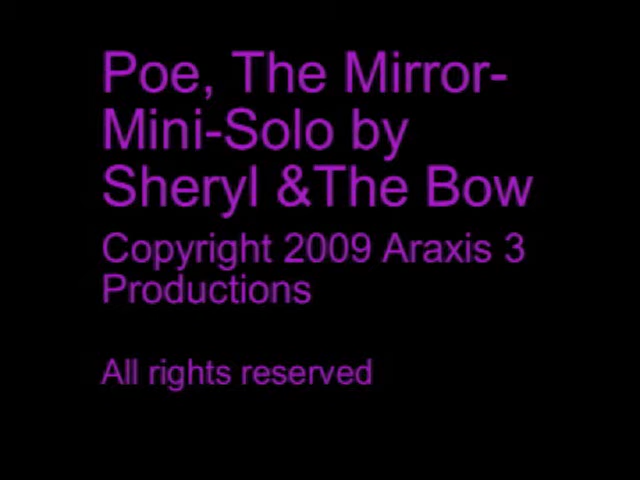 Poe, The Mirror-
Mini-Solo by
Sheryl &The Bow
Copyright 2009 Araxis 3
Productions
All rights reserved